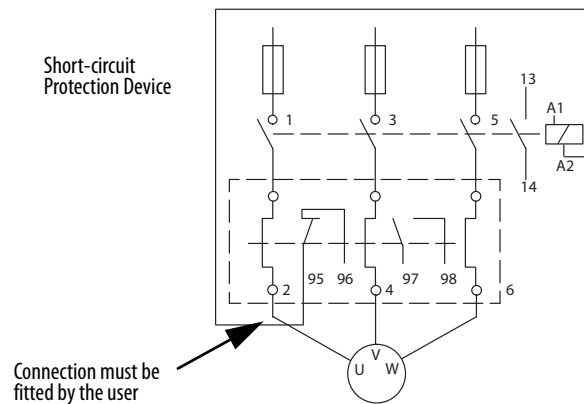 Short-circuit
Protection Device
13
1
3
5
A1
A2
14
95
96
97
98
2
4
6
V
U
W
Connection must be
fitted by the user